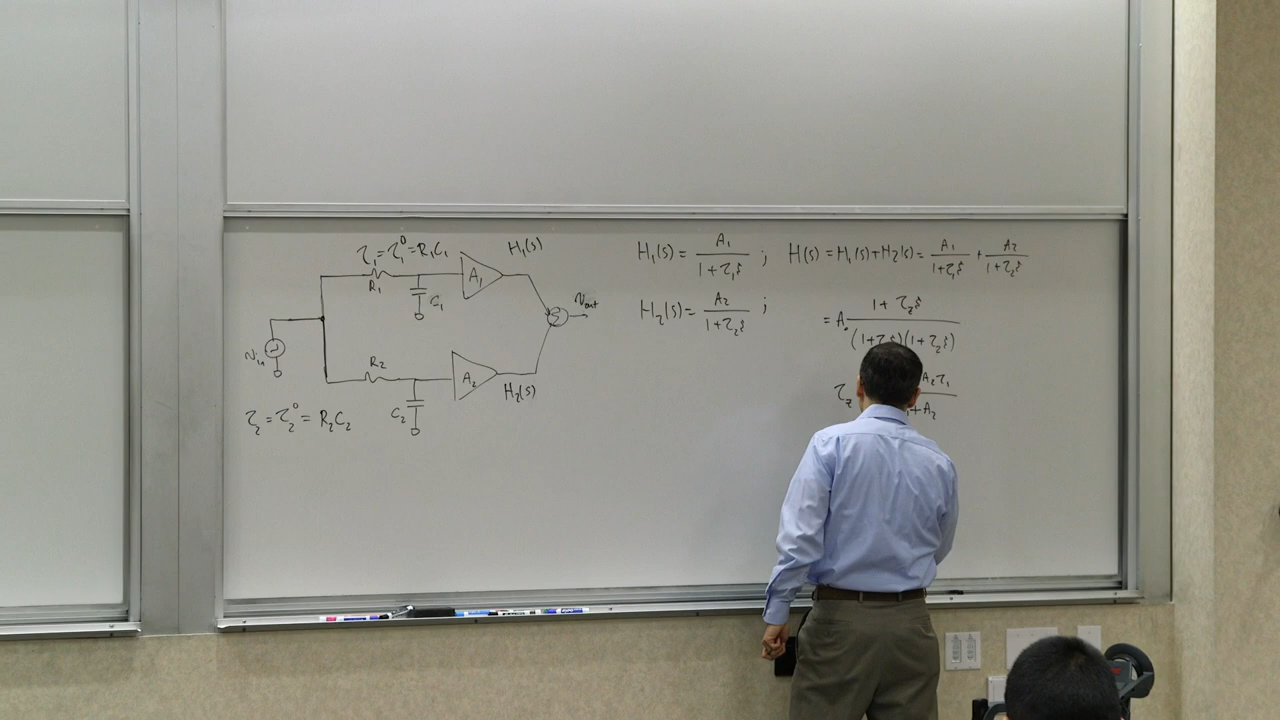 τ₁ = τ₁⁰ = R₁C₁
H₁(s)
R₁
C₁
A₁
Vout
Σ
Vin
R₂
C₂
A₂
H₂(s)
τ₂ = τ₂⁰ = R₂C₂
H₁(s) = A₁ / (1+τ₁s) ;
H(s) = H₁(s)+H₂(s) = A₁ / (1+τ₁s) + A₂ / (1+τ₂s)
H₂(s) = A₂ / (1+τ₂s) ;
= A₀ (1+τ_z s) / ((1+τ₁s)(1+τ₂s))
τ_z A₂τ₁ / +A₂